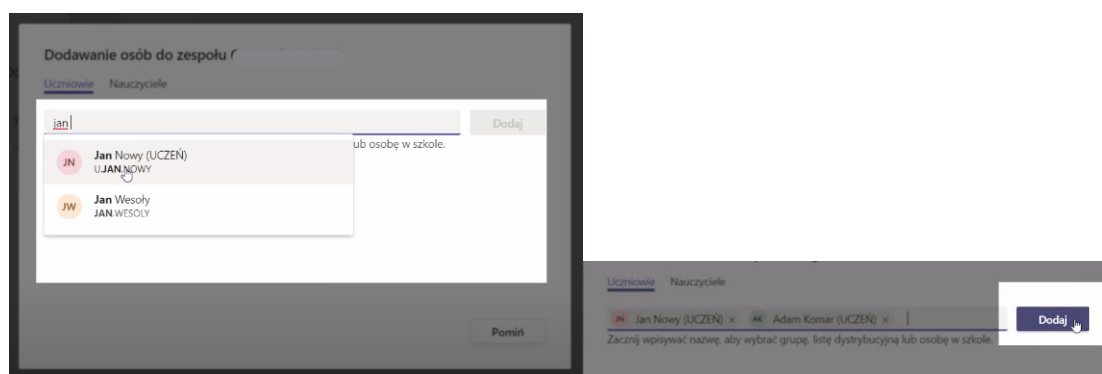 Dodawanie osób do zespołu
Uczniowie Nauczyciele
jan
Dodaj
ub osobę w szkole.
JN
Jan Nowy (UCZEŃ)
U.JAN.NOWY
JW
Jan Wesoły
JAN.WESOLY
Pomiń
Uczniowie Nauczyciele
JN Jan Nowy (UCZEŃ) × AK Adam Komar (UCZEŃ) ×
Dodaj
Zacznij wpisywać nazwę, aby wybrać grupę, listę dystrybucyjną lub osobę w szkole.